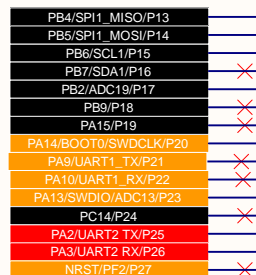 PB4/SPI1_MISO/P13
PB5/SPI1_MOSI/P14
PB6/SCL1/P15
PB7/SDA1/P16
PB2/ADC19/P17
PB9/P18
PA15/P19
PA14/BOOT0/SWDCLK/P20
PA9/UART1_TX/P21
PA10/UART1_RX/P22
PA13/SWDIO/ADC13/P23
PC14/P24
PA2/UART2 TX/P25
PA3/UART2 RX/P26
NRST/PF2/P27